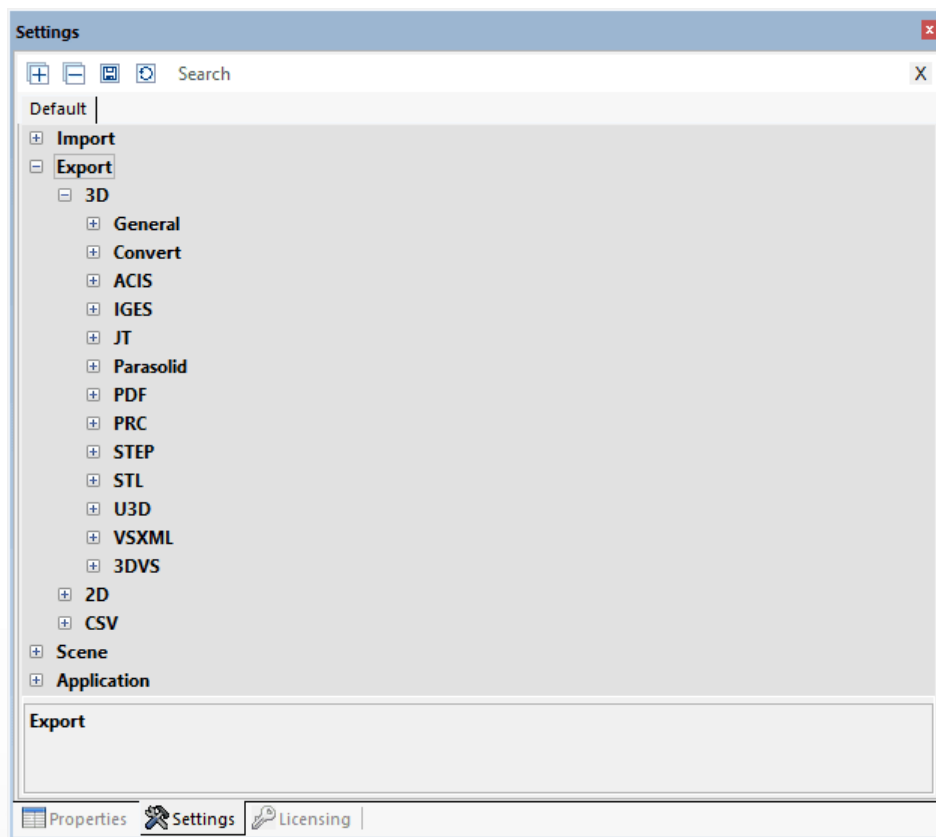 Settings
Search X
Default
Import
Export
3D
General
Convert
ACIS
IGES
JT
Parasolid
PDF
PRC
STEP
STL
U3D
VSXML
3DVS
2D
CSV
Scene
Application
Export
Properties Settings Licensing